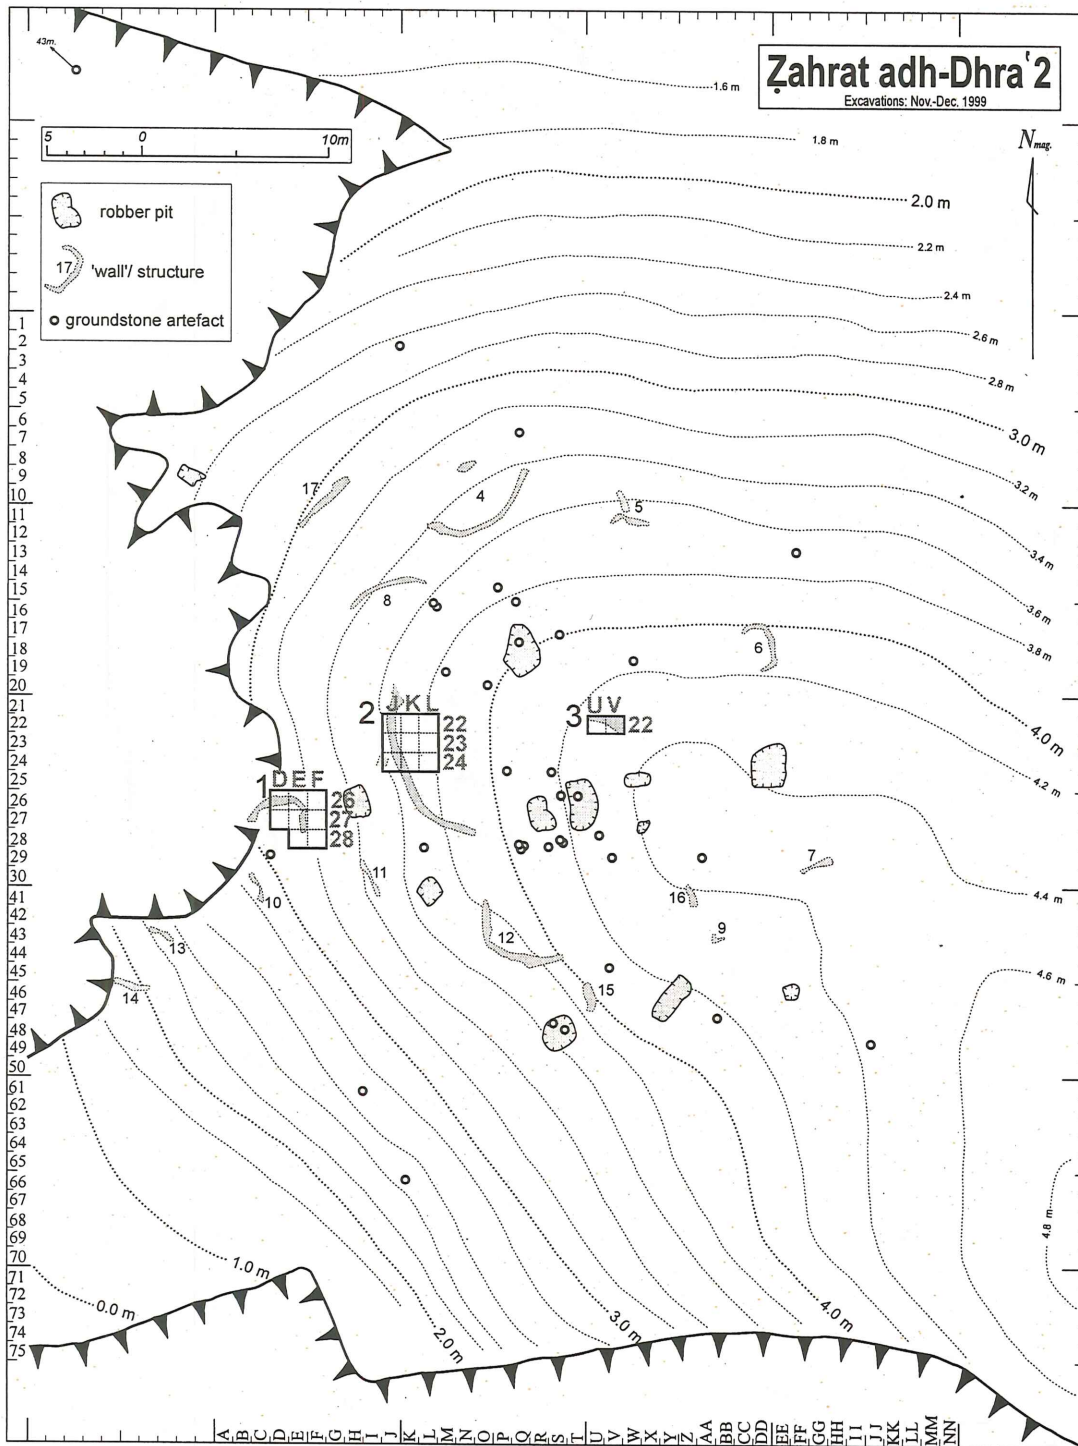 43m.
Ẓahrat adh-Dhraʿ2
Excavations: Nov.-Dec. 1999
1.6 m
5 0 10m
1.8 m
N mag.
robber pit
2.0 m
17 'wall'/ structure
2.2 m
groundstone artefact
2.4 m
2.6 m
2.8 m
3.0 m
3.2 m
3.4 m
3.6 m
3.8 m
4.0 m
4.2 m
4.4 m
4.6 m
4.8 m
17
4
5
8
6
2
J K L
22
23
24
3
U V
22
1
D E F
26
27
28
7
11
10
16
9
12
13
15
14
1.0 m
0.0 m
2.0 m
3.0 m
4.0 m
1
2
3
4
5
6
7
8
9
10
11
12
13
14
15
16
17
18
19
20
21
22
23
24
25
26
27
28
29
30
41
42
43
44
45
46
47
48
49
50
61
62
63
64
65
66
67
68
69
70
71
72
73
74
75
A B C D E F G H I J K L M N O P Q R S T U V W X Y Z AA BB CC DD EE FF GG HH II JJ KK LL MM NN